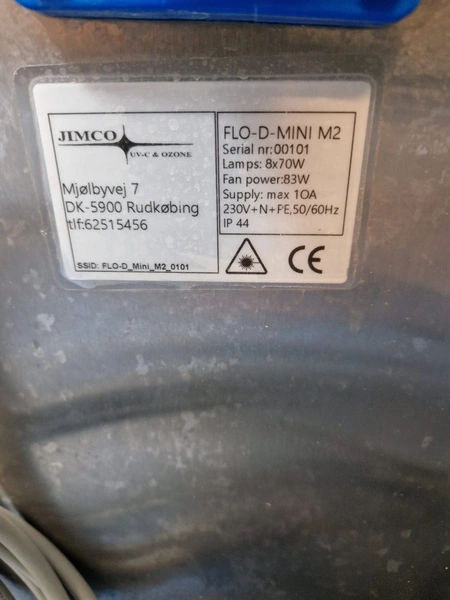 JIMCO
UV-C & OZONE
Mjølbyvej 7
DK-5900 Rudkøbing
tlf:62515456
SSID: FLO-D_Mini_M2_0101
FLO-D-MINI M2
Serial nr:00101
Lamps: 8x70W
Fan power:83W
Supply: max 10A
230V+N+PE,50/60Hz
IP 44
CE